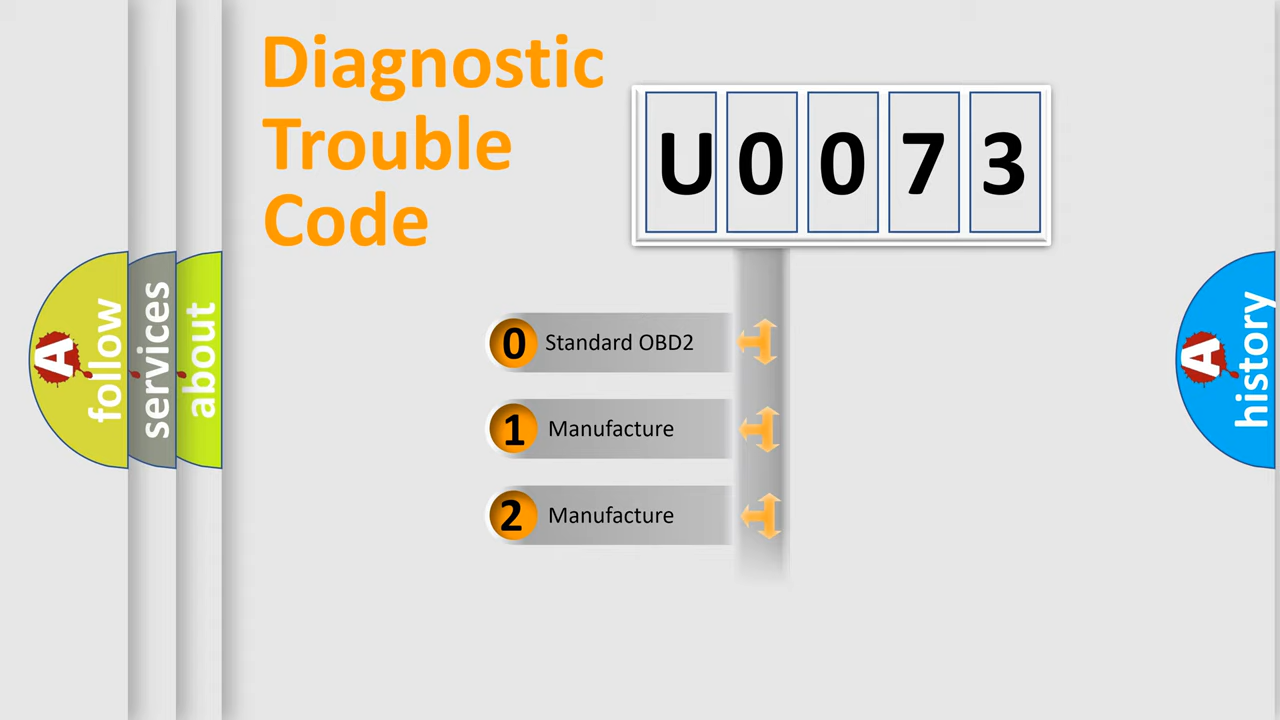 Diagnostic
Trouble
Code
U0073
0 Standard OBD2
1 Manufacture
2 Manufacture
A follow
services
about
A history